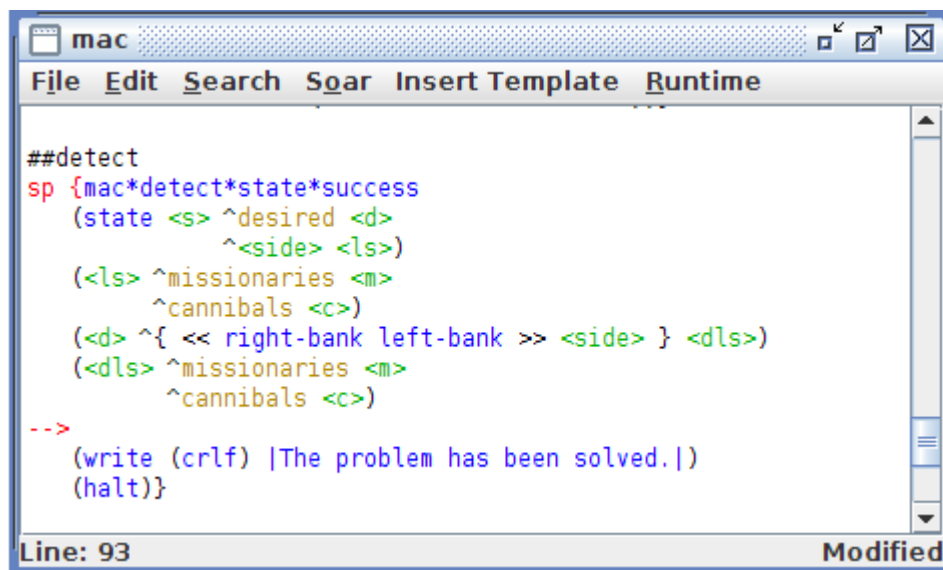 mac
File Edit Search Soar Insert Template Runtime
##detect
sp {mac*detect*state*success
   (state <s> ^desired <d>
             ^<side> <ls>)
   (<ls> ^missionaries <m>
         ^cannibals <c>)
   (<d> ^{ << right-bank left-bank >> <side> } <dls>)
   (<dls> ^missionaries <m>
          ^cannibals <c>)
-->
   (write (crlf) |The problem has been solved.|)
   (halt)}
Line: 93 Modified